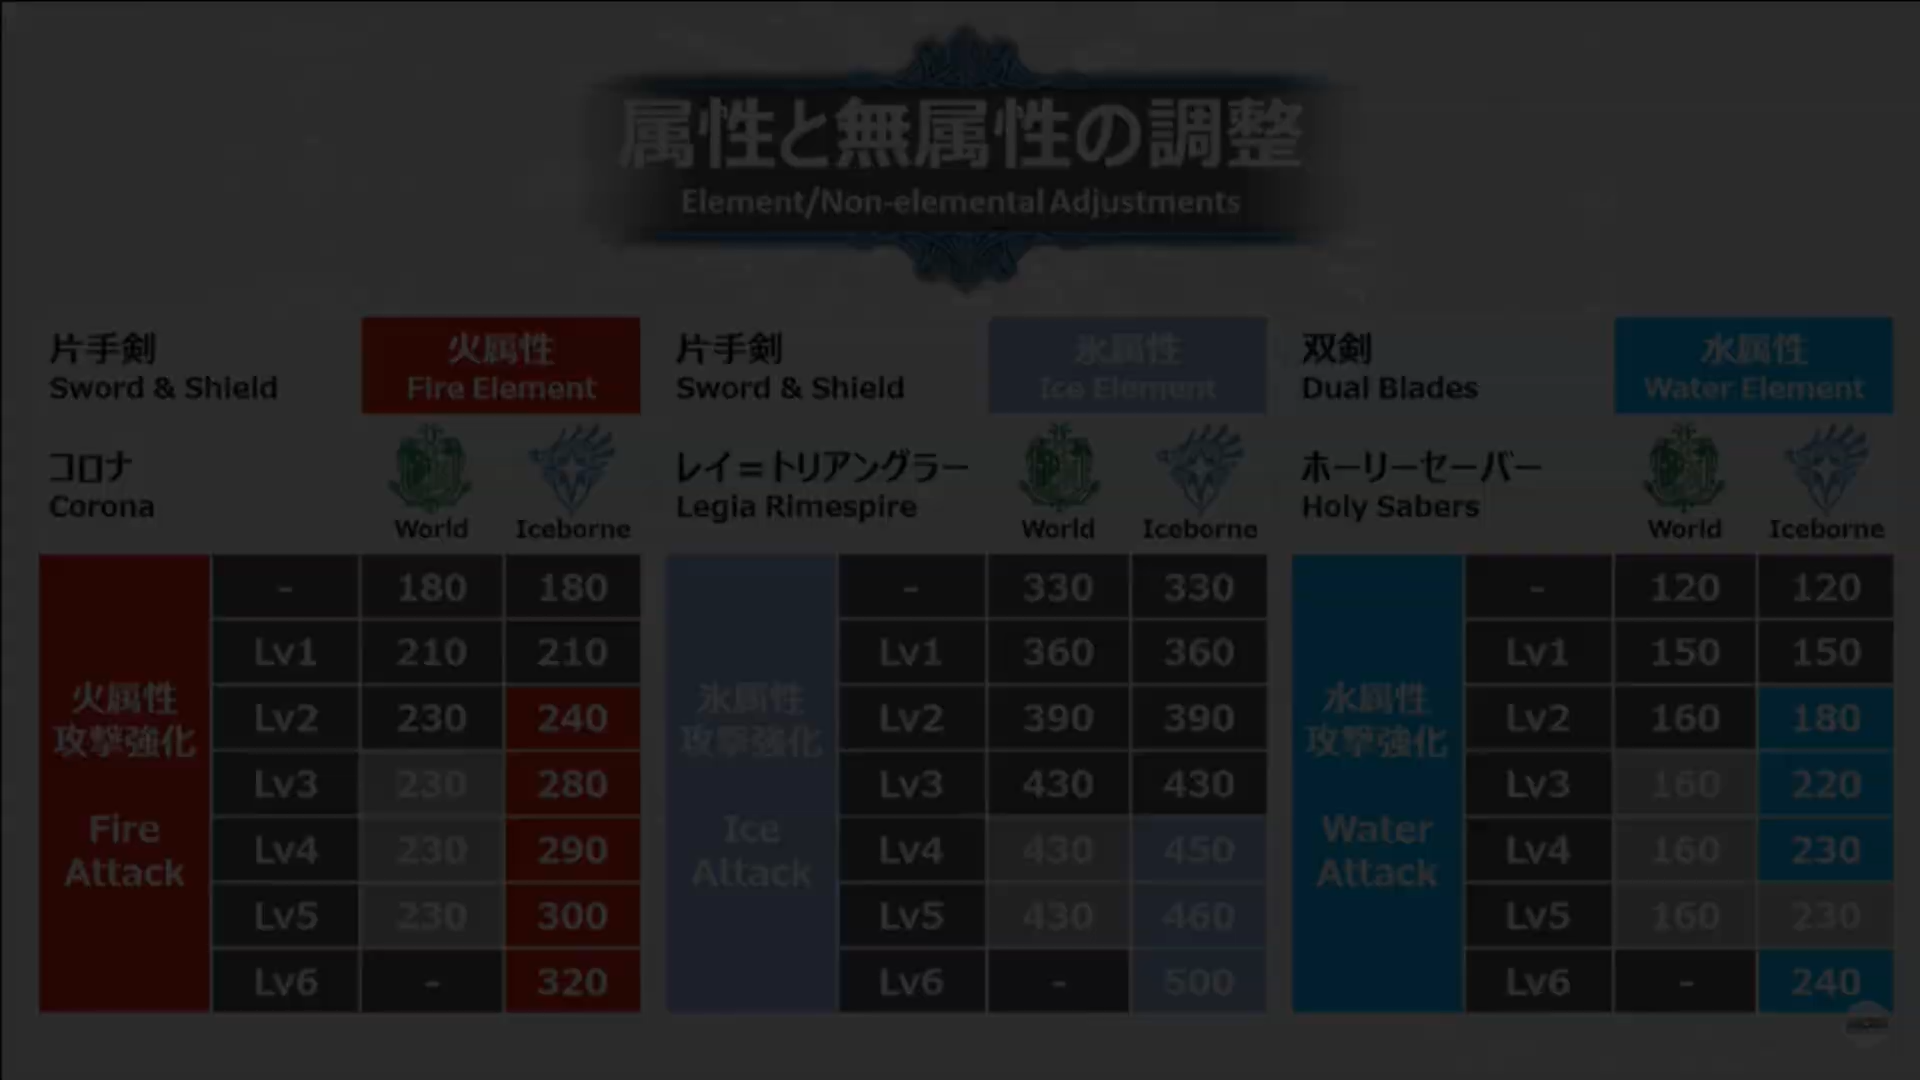 属性と無属性の調整
Element/Non-elemental Adjustments
片手剣
Sword & Shield
火属性
Fire Element
コロナ
Corona
World
Iceborne
火属性
攻撃強化
Fire
Attack
- 180 180
Lv1 210 210
Lv2 230 240
Lv3 230 280
Lv4 230 290
Lv5 230 300
Lv6 - 320
片手剣
Sword & Shield
氷属性
Ice Element
レイ=トリアングラー
Legia Rimespire
World
Iceborne
氷属性
攻撃強化
Ice
Attack
- 330 330
Lv1 360 360
Lv2 390 390
Lv3 430 430
Lv4 430 450
Lv5 430 460
Lv6 - 500
双剣
Dual Blades
水属性
Water Element
ホーリーセーバー
Holy Sabers
World
Iceborne
水属性
攻撃強化
Water
Attack
- 120 120
Lv1 150 150
Lv2 160 180
Lv3 160 220
Lv4 160 230
Lv5 160 230
Lv6 - 240